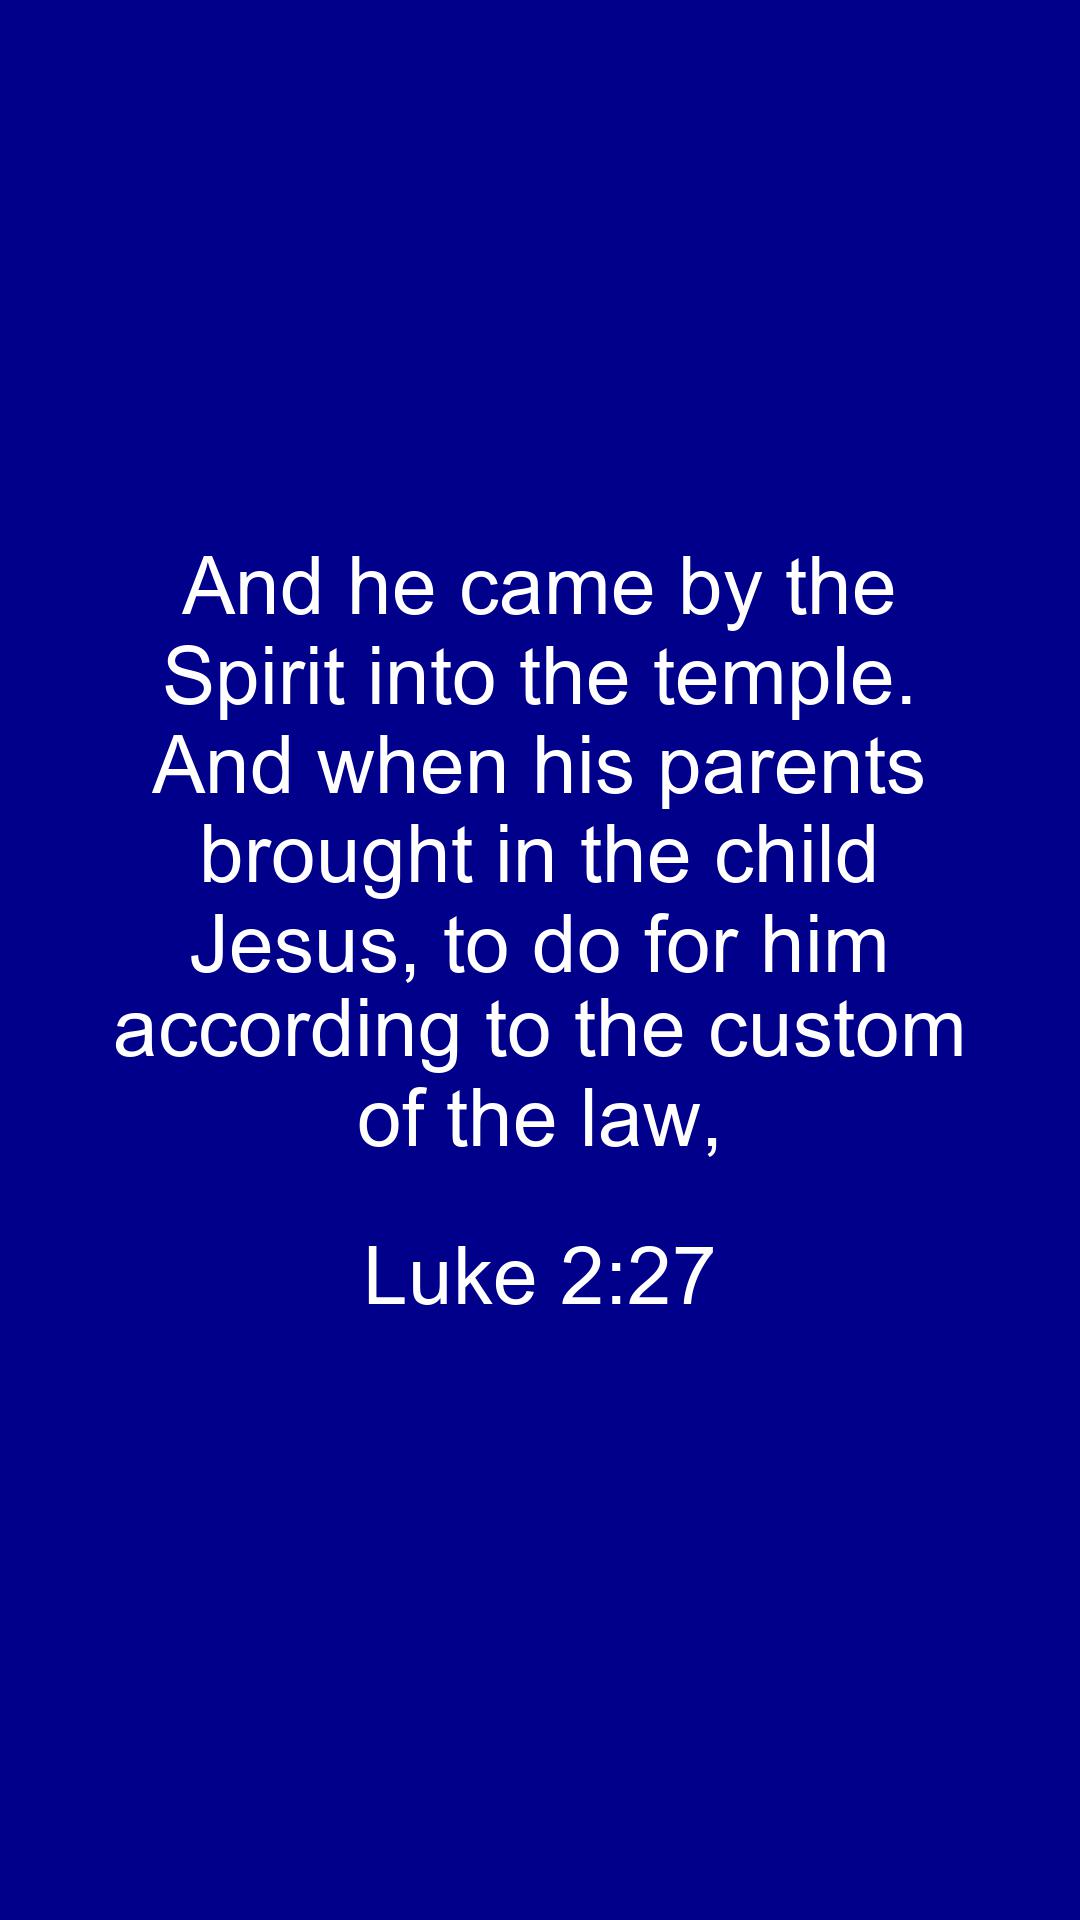 And he came by the
Spirit into the temple.
And when his parents
brought in the child
Jesus, to do for him
according to the custom
of the law,
Luke 2:27